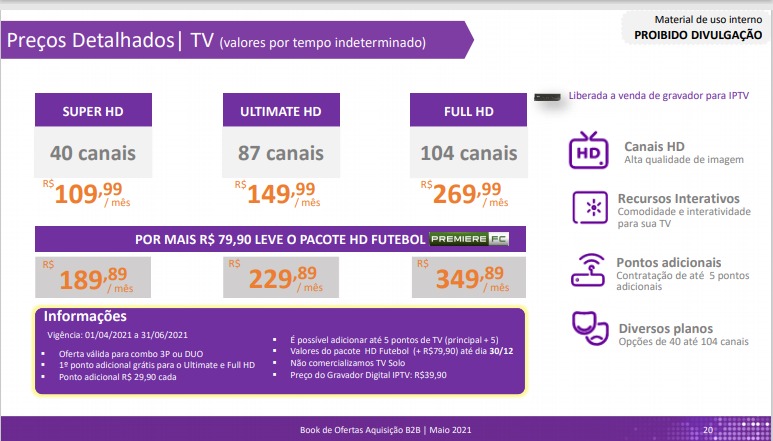 Material de uso interno
PROIBIDO DIVULGAÇÃO
Preços Detalhados| TV (valores por tempo indeterminado)
Liberada a venda de gravador para IPTV
SUPER HD
40 canais
R$ 109,99 / mês
ULTIMATE HD
87 canais
R$ 149,99 / mês
FULL HD
104 canais
R$ 269,99 / mês
POR MAIS R$ 79,90 LEVE O PACOTE HD FUTEBOL PREMIERE FC
R$ 189,89 / mês
R$ 229,89 / mês
R$ 349,89 / mês
HD
Canais HD
Alta qualidade de imagem
Recursos Interativos
Comodidade e interatividade
para sua TV
Pontos adicionais
Contratação de até 5 pontos
adicionais
Diversos planos
Opções de 40 até 104 canais
Informações
Vigência: 01/04/2021 a 31/06/2021
▪ Oferta válida para combo 3P ou DUO
▪ 1º ponto adicional grátis para o Ultimate e Full HD
▪ Ponto adicional R$ 29,90 cada
▪ É possível adicionar até 5 pontos de TV (principal + 5)
▪ Valores do pacote HD Futebol (+ R$79,90) até dia 30/12
▪ Não comercializamos TV Solo
▪ Preço do Gravador Digital IPTV: R$39,90
Book de Ofertas Aquisição B2B | Maio 2021
20